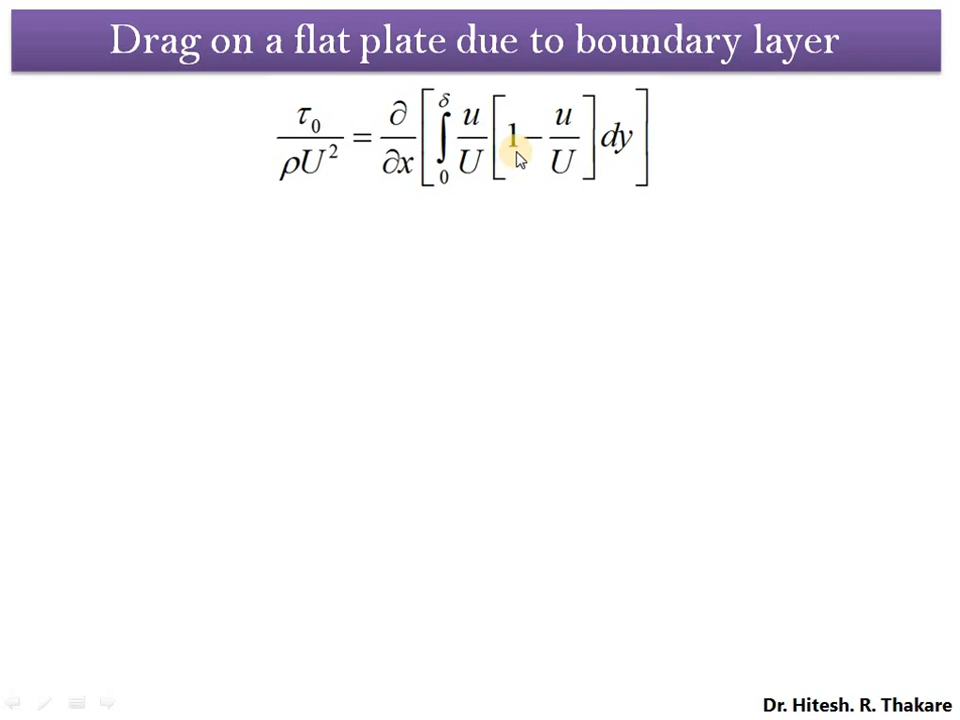 Drag on a flat plate due to boundary layer
τ₀/ρU² = ∂/∂x [∫₀^δ u/U [1 − u/U] dy]
Dr. Hitesh. R. Thakare